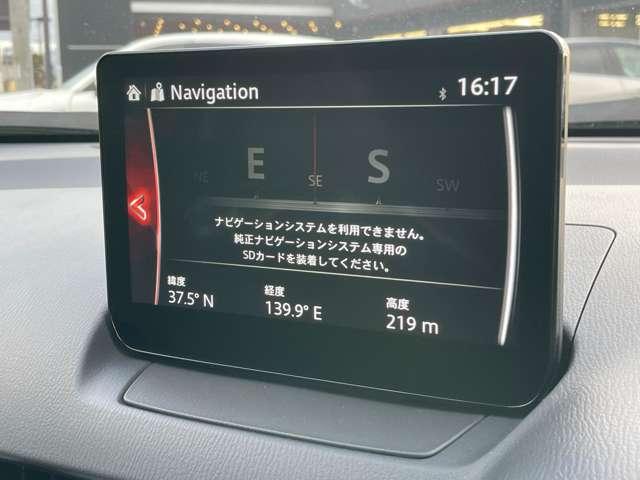 Navigation
16:17
NE E SE S SW
ナビゲーションシステムを利用できません。
純正ナビゲーションシステム専用の
SDカードを装着してください。
緯度 経度 高度
37.5° N 139.9° E 219 m